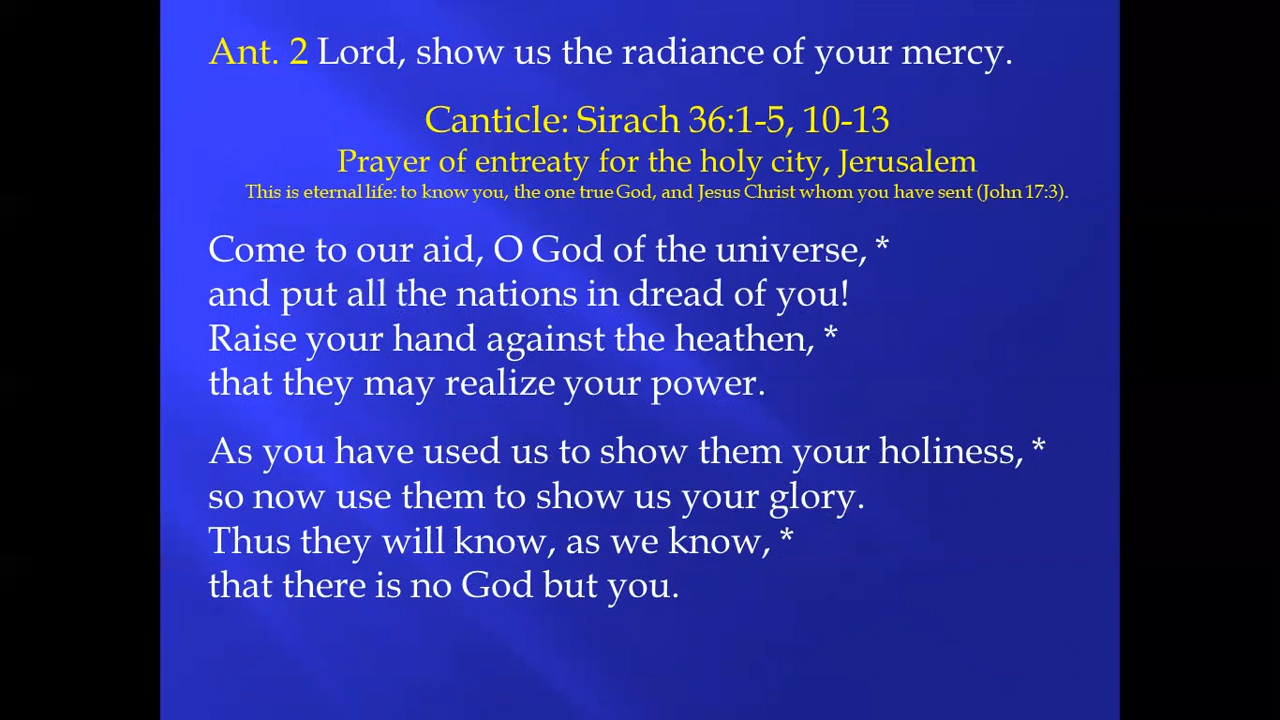 Ant. 2 Lord, show us the radiance of your mercy.
Canticle: Sirach 36:1-5, 10-13
Prayer of entreaty for the holy city, Jerusalem
This is eternal life: to know you, the one true God, and Jesus Christ whom you have sent (John 17:3).
Come to our aid, O God of the universe, *
and put all the nations in dread of you!
Raise your hand against the heathen, *
that they may realize your power.
As you have used us to show them your holiness, *
so now use them to show us your glory.
Thus they will know, as we know, *
that there is no God but you.